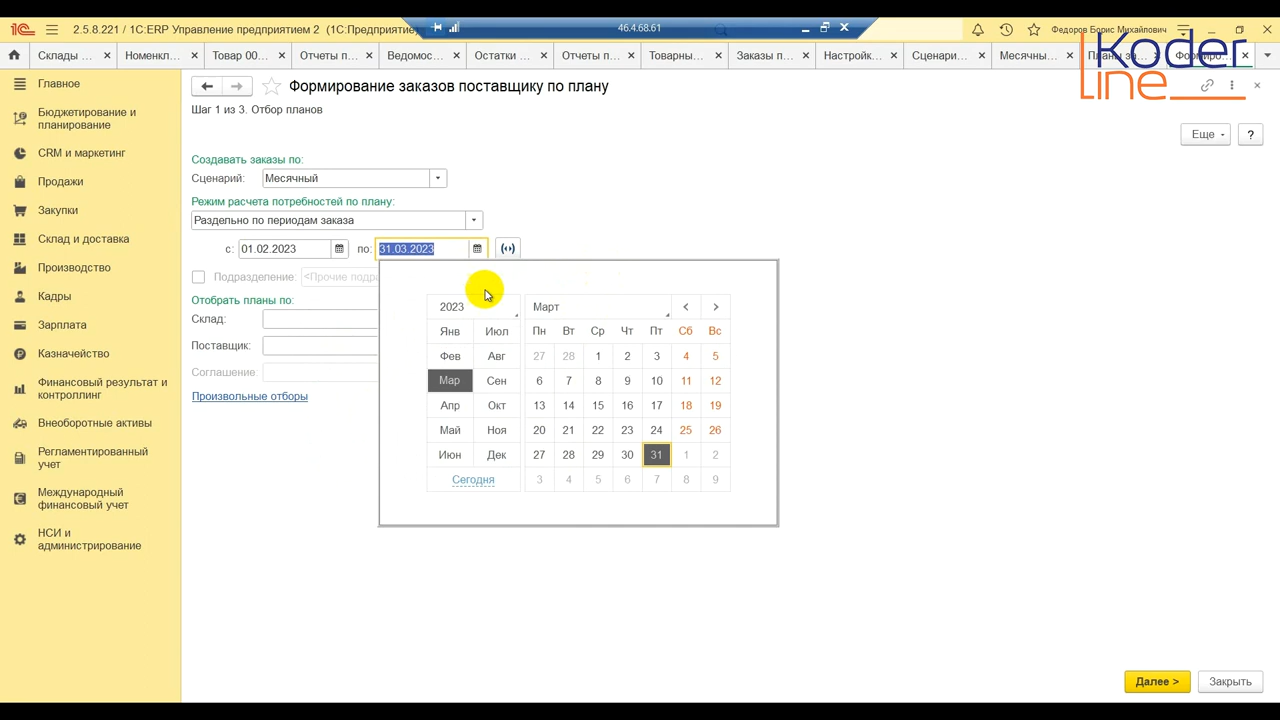 46.4.68.61
2.5.8.221 / 1С:ERP Управление предприятием 2 (1С:Предприятие)
Федоров Борис Михайлович
Склады ...
Номенкл...
Товар 00...
Отчеты п...
Ведомос...
Остатки ...
Отчеты п...
Товарны...
Заказы п...
Настройк...
Сценари...
Месячны...
Планы за...
Формиро...
Koder
line
Главное
Бюджетирование и
планирование
CRM и маркетинг
Продажи
Закупки
Склад и доставка
Производство
Кадры
Зарплата
Казначейство
Финансовый результат и
контроллинг
Внеоборотные активы
Регламентированный
учет
Международный
финансовый учет
НСИ и
администрирование
Формирование заказов поставщику по плану
Шаг 1 из 3. Отбор планов
Еще
?
Создавать заказы по:
Сценарий: Месячный
Режим расчета потребностей по плану:
Раздельно по периодам заказа
с: 01.02.2023 по: 31.03.2023
Подразделение: <Прочие подра
Отобрать планы по:
Склад:
Поставщик:
Соглашение:
Произвольные отборы
2023 Март < >
Янв Июл Пн Вт Ср Чт Пт Сб Вс
Фев Авг 27 28 1 2 3 4 5
Мар Сен 6 7 8 9 10 11 12
Апр Окт 13 14 15 16 17 18 19
Май Ноя 20 21 22 23 24 25 26
Июн Дек 27 28 29 30 31 1 2
Сегодня 3 4 5 6 7 8 9
Далее >
Закрыть